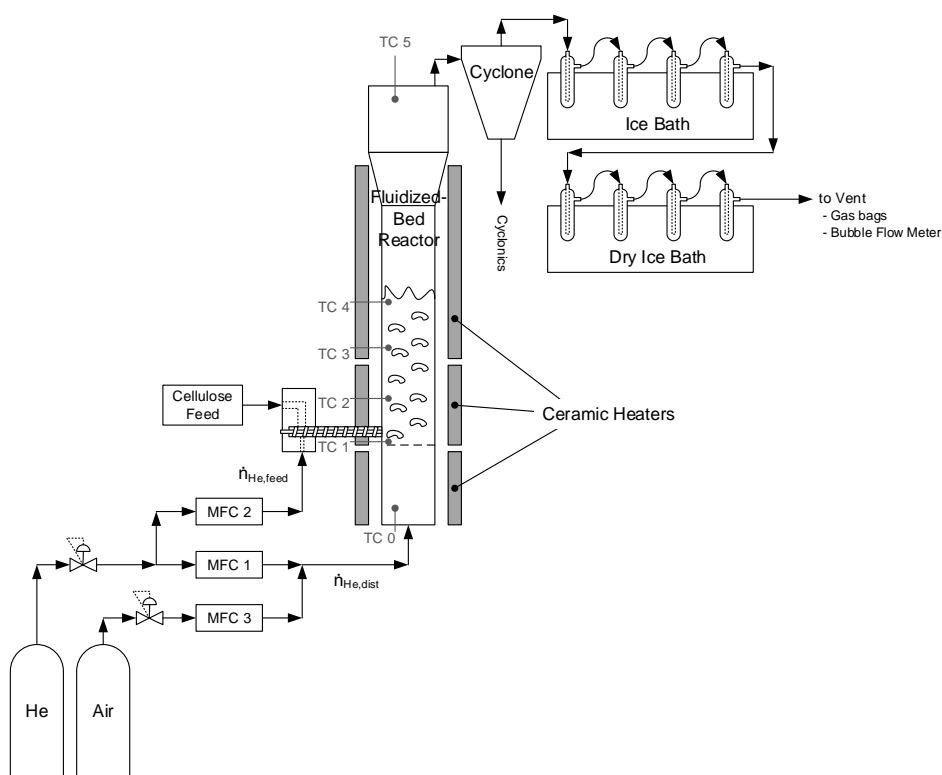 TC 5
Cyclone
Ice Bath
Fluidized-
Bed
Reactor
Cyclonics
to Vent
- Gas bags
- Bubble Flow Meter
Dry Ice Bath
TC 4
TC 3
Cellulose
Feed
TC 2
Ceramic Heaters
TC 1
ṅHe,feed
MFC 2
TC 0
MFC 1
ṅHe,dist
MFC 3
He
Air